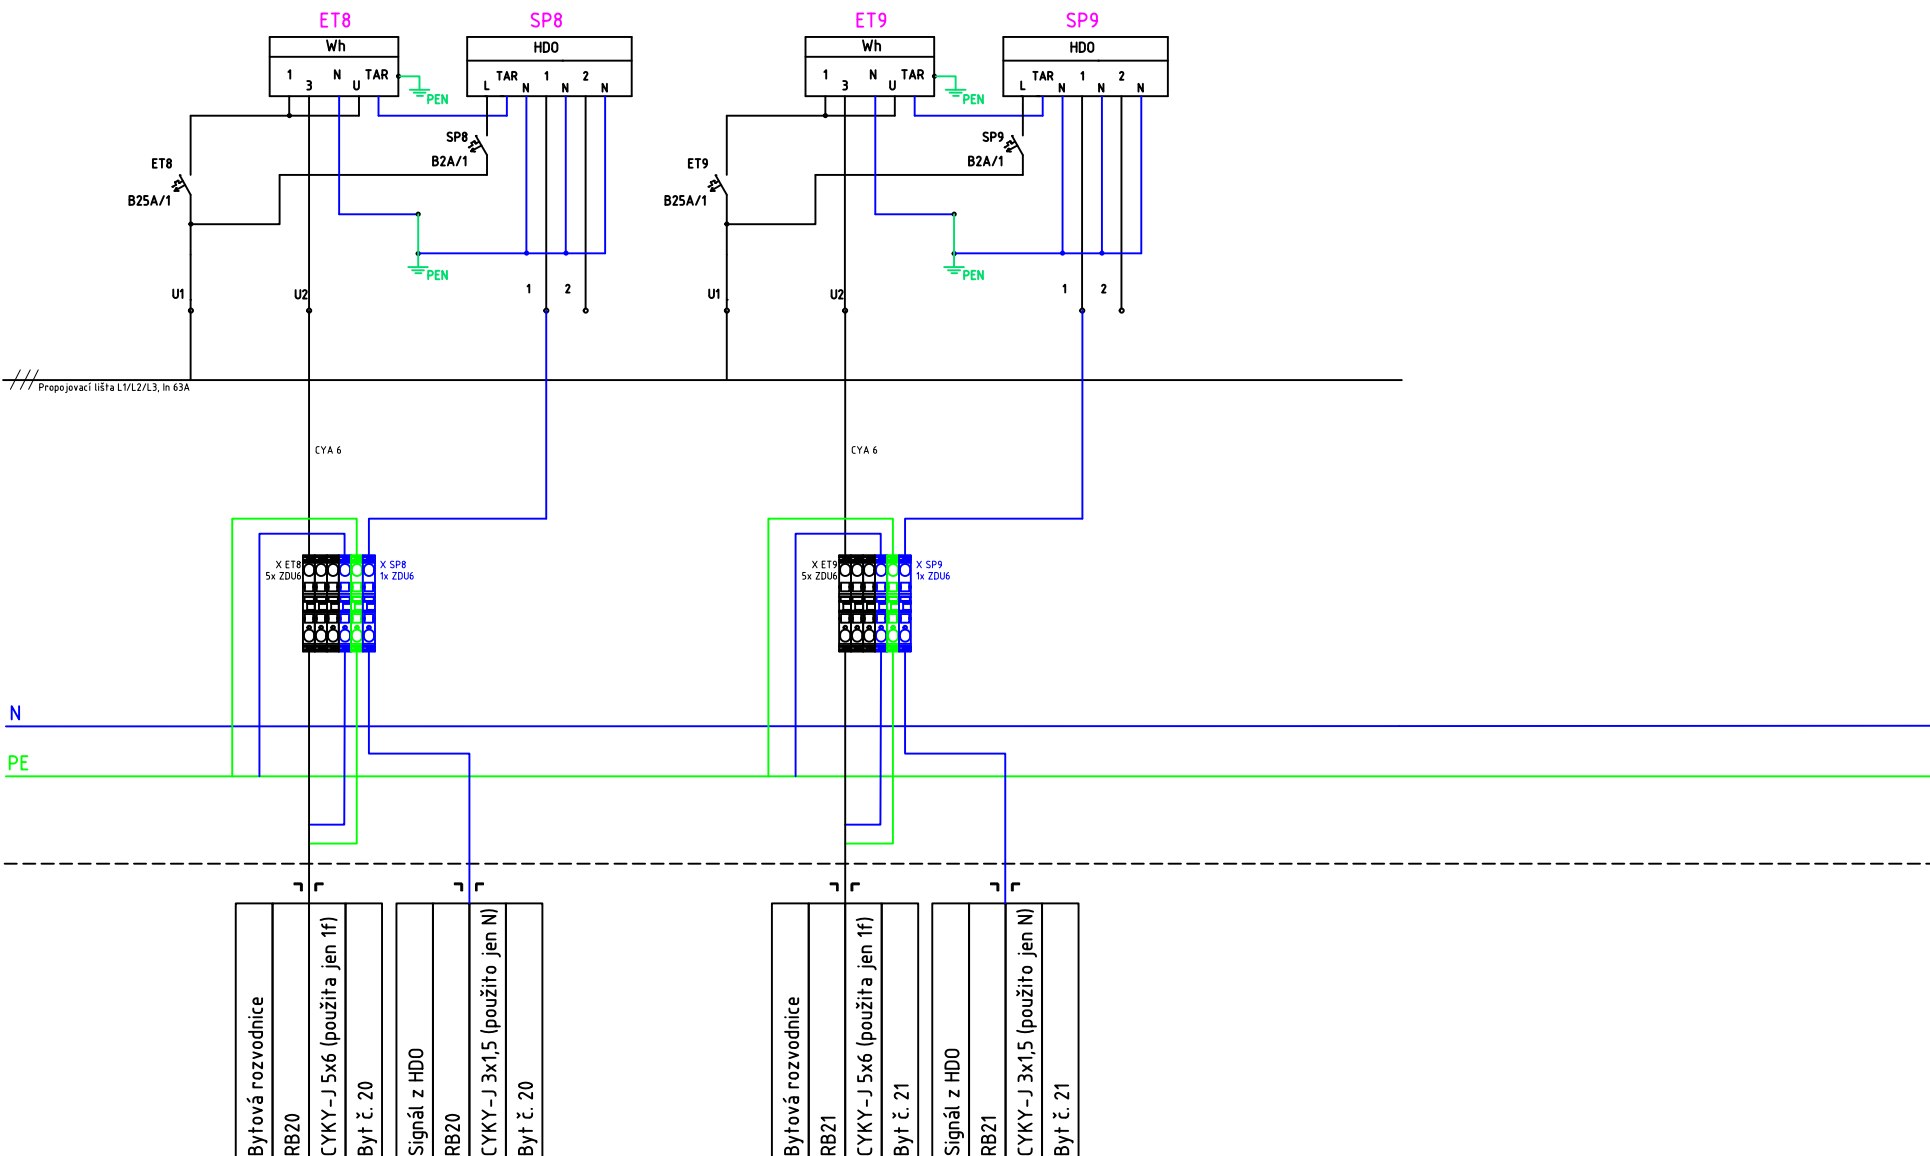 ET8
SP8
ET9
SP9
Wh
HDO
Wh
HDO
1
3
N
U
TAR
PEN
L
TAR
N
1
N
2
N
1
3
N
U
TAR
PEN
L
TAR
N
1
N
2
N
SP8
B2A/1
SP9
B2A/1
ET8
B25A/1
ET9
B25A/1
PEN
PEN
U1
U2
1
2
U1
U2
1
2
Propojovací lišta L1/L2/L3, In 63A
CYA 6
CYA 6
X ET8
5x ZDU6
X SP8
1x ZDU6
X ET9
5x ZDU6
X SP9
1x ZDU6
N
PE
Bytová rozvodnice
RB20
CYKY-J 5x6 (použita jen 1f)
Byt č. 20
Signál z HDO
RB20
CYKY-J 3x1,5 (použito jen N)
Byt č. 20
Bytová rozvodnice
RB21
CYKY-J 5x6 (použita jen 1f)
Byt č. 21
Signál z HDO
RB21
CYKY-J 3x1,5 (použito jen N)
Byt č. 21